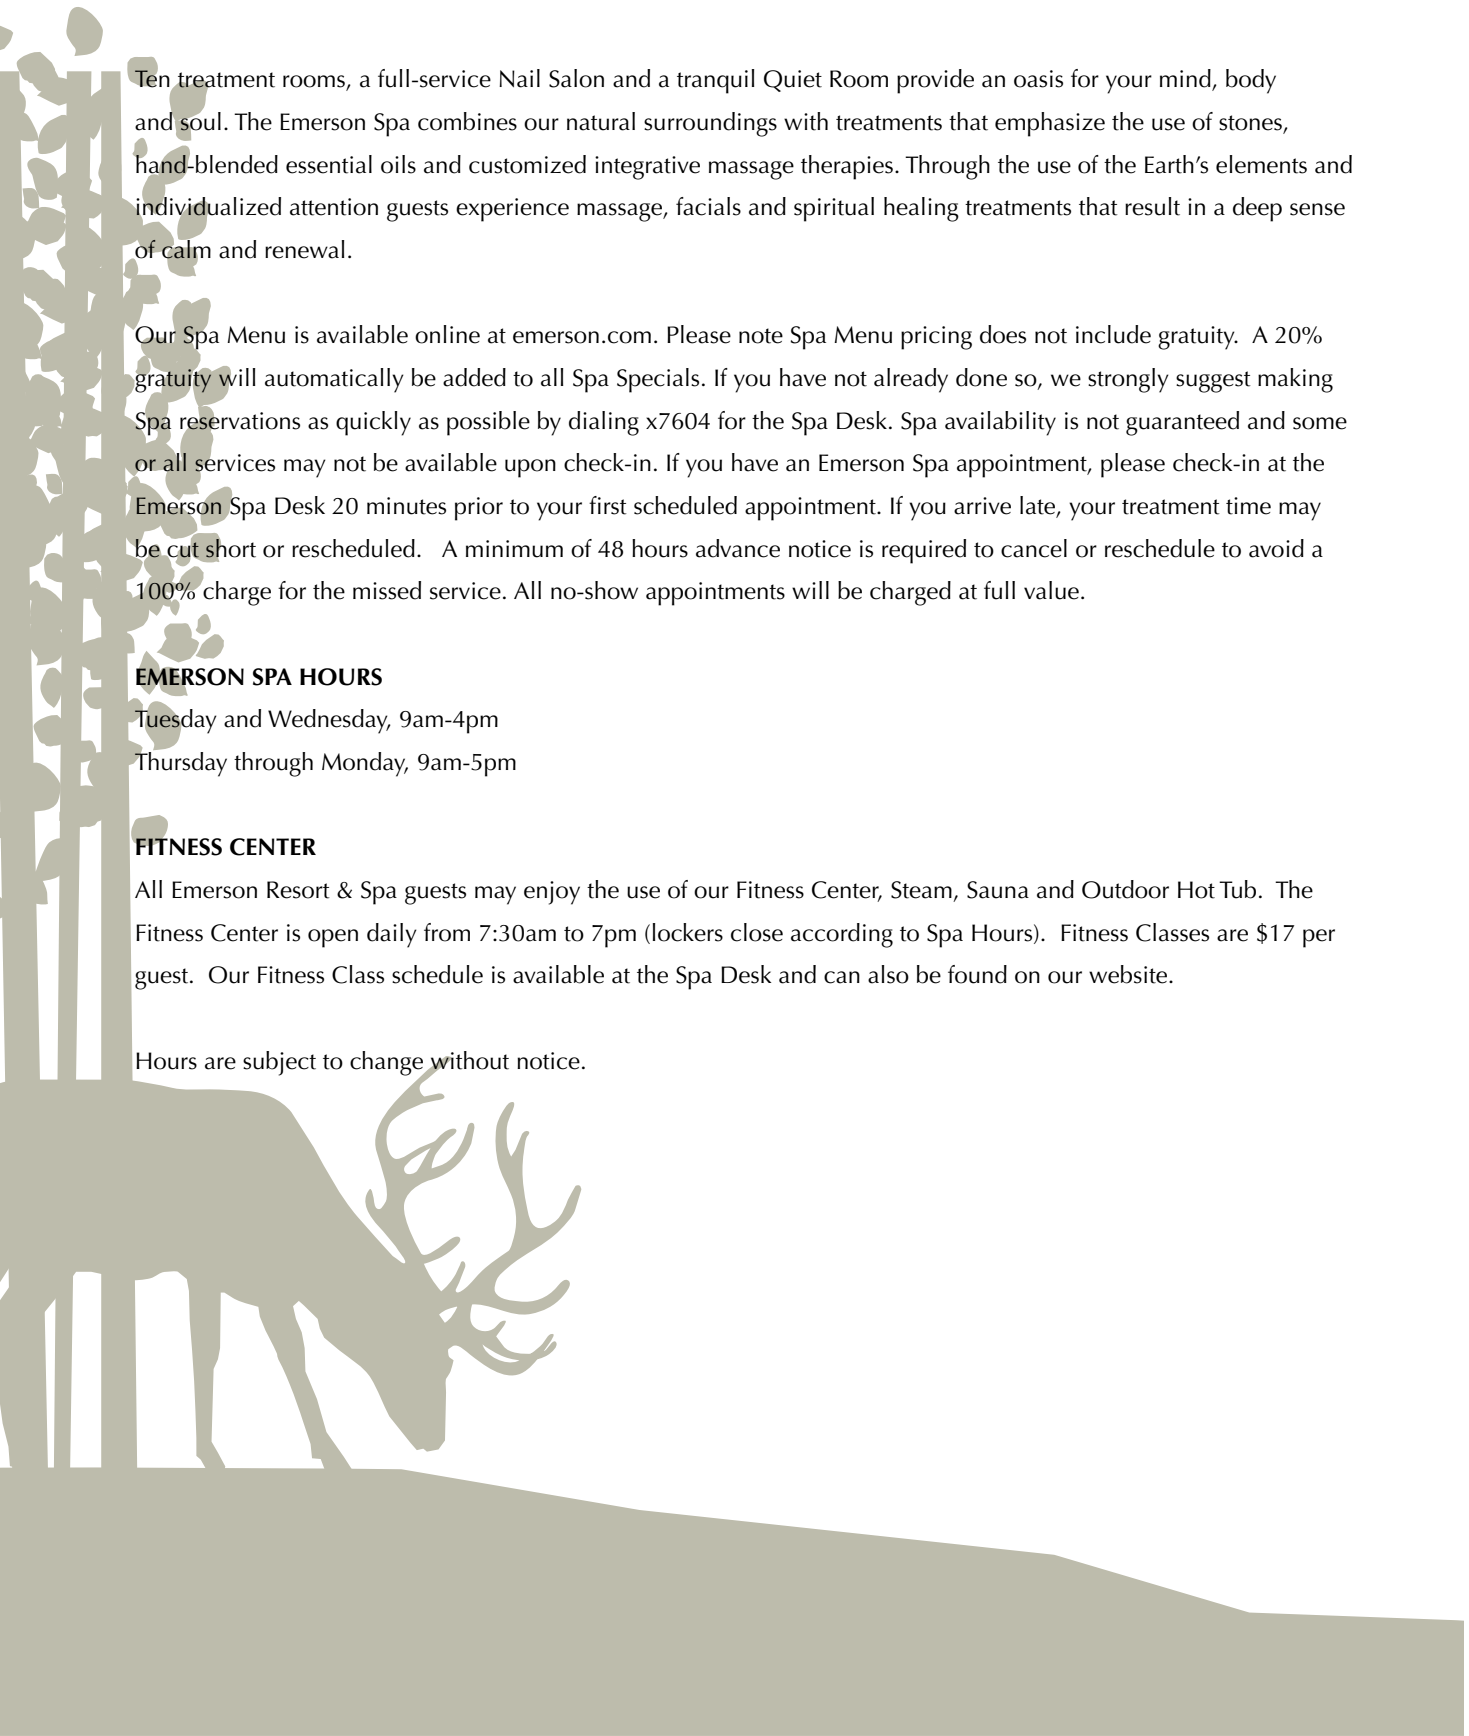 Ten treatment rooms, a full-service Nail Salon and a tranquil Quiet Room provide an oasis for your mind, body
and soul. The Emerson Spa combines our natural surroundings with treatments that emphasize the use of stones,
hand-blended essential oils and customized integrative massage therapies. Through the use of the Earth’s elements and
individualized attention guests experience massage, facials and spiritual healing treatments that result in a deep sense
of calm and renewal.
Our Spa Menu is available online at emerson.com. Please note Spa Menu pricing does not include gratuity.  A 20%
gratuity will automatically be added to all Spa Specials. If you have not already done so, we strongly suggest making
Spa reservations as quickly as possible by dialing x7604 for the Spa Desk. Spa availability is not guaranteed and some
or all services may not be available upon check-in. If you have an Emerson Spa appointment, please check-in at the
Emerson Spa Desk 20 minutes prior to your first scheduled appointment. If you arrive late, your treatment time may
be cut short or rescheduled.   A minimum of 48 hours advance notice is required to cancel or reschedule to avoid a
100% charge for the missed service. All no-show appointments will be charged at full value.
EMERSON SPA HOURS
Tuesday and Wednesday, 9am-4pm
Thursday through Monday, 9am-5pm
FITNESS CENTER
All Emerson Resort & Spa guests may enjoy the use of our Fitness Center, Steam, Sauna and Outdoor Hot Tub.  The
Fitness Center is open daily from 7:30am to 7pm (lockers close according to Spa Hours).  Fitness Classes are $17 per
guest.  Our Fitness Class schedule is available at the Spa Desk and can also be found on our website.
Hours are subject to change without notice.